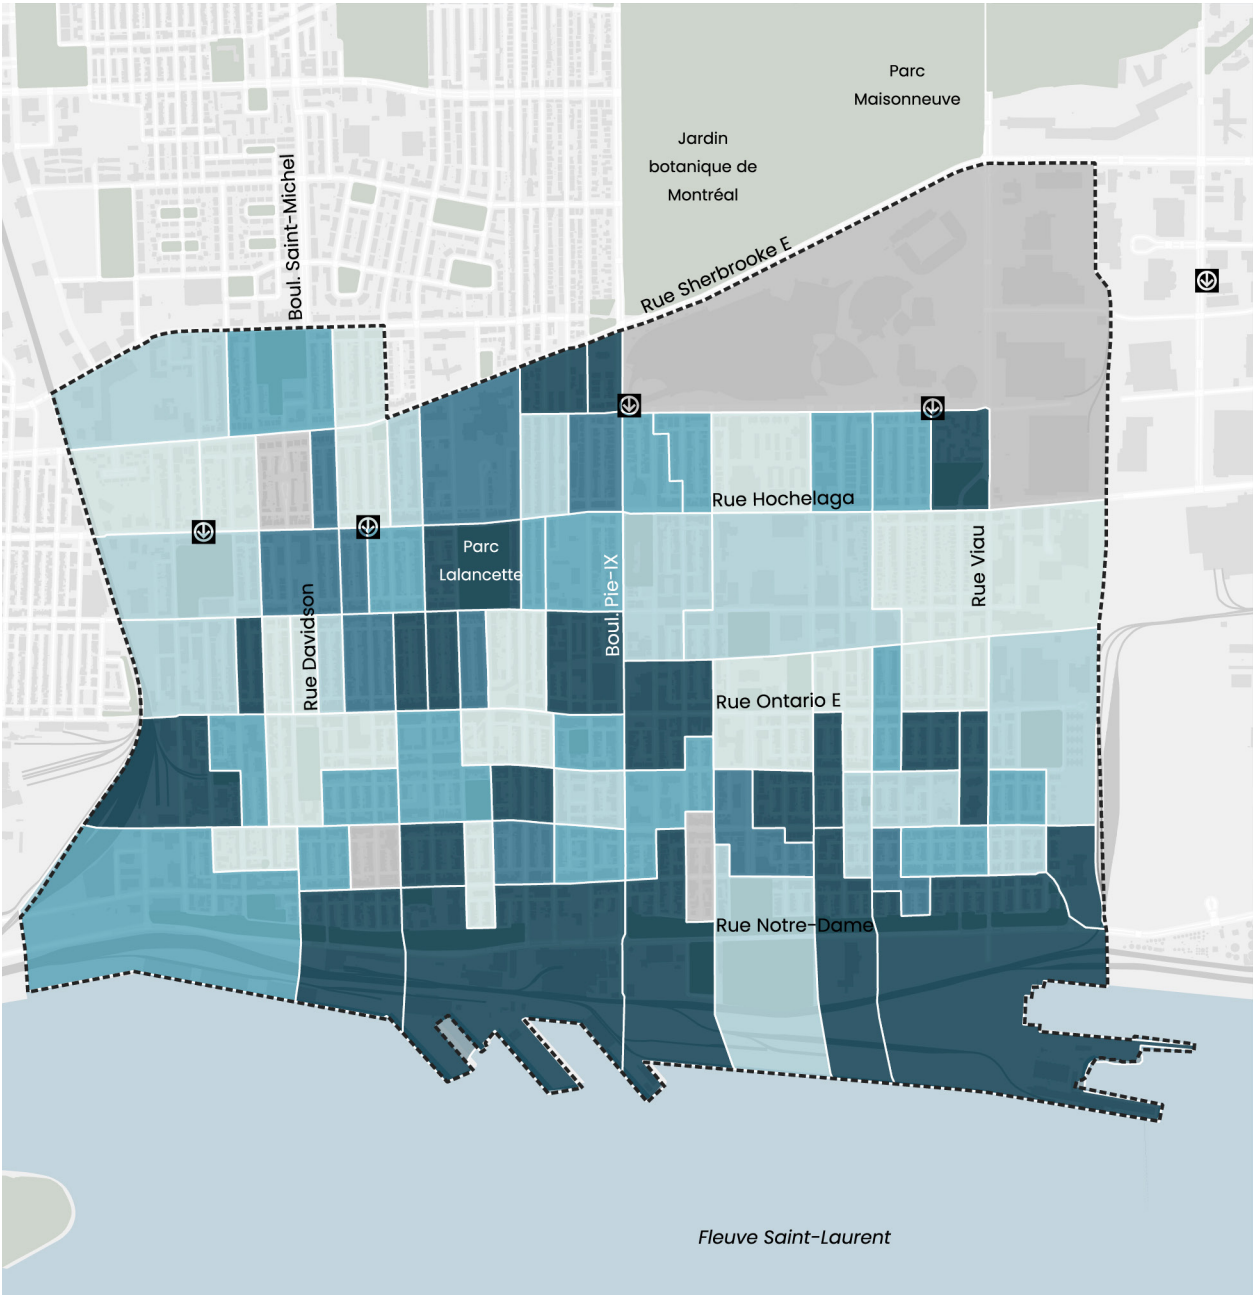 Parc
Maisonneuve
Jardin
botanique de
Montréal
Boul. Saint-Michel
Rue Sherbrooke E
Rue Hochelaga
Parc
Lalancette
Boul. Pie-IX
Rue Viau
Rue Davidson
Rue Ontario E
Rue Notre-Dame
Fleuve Saint-Laurent